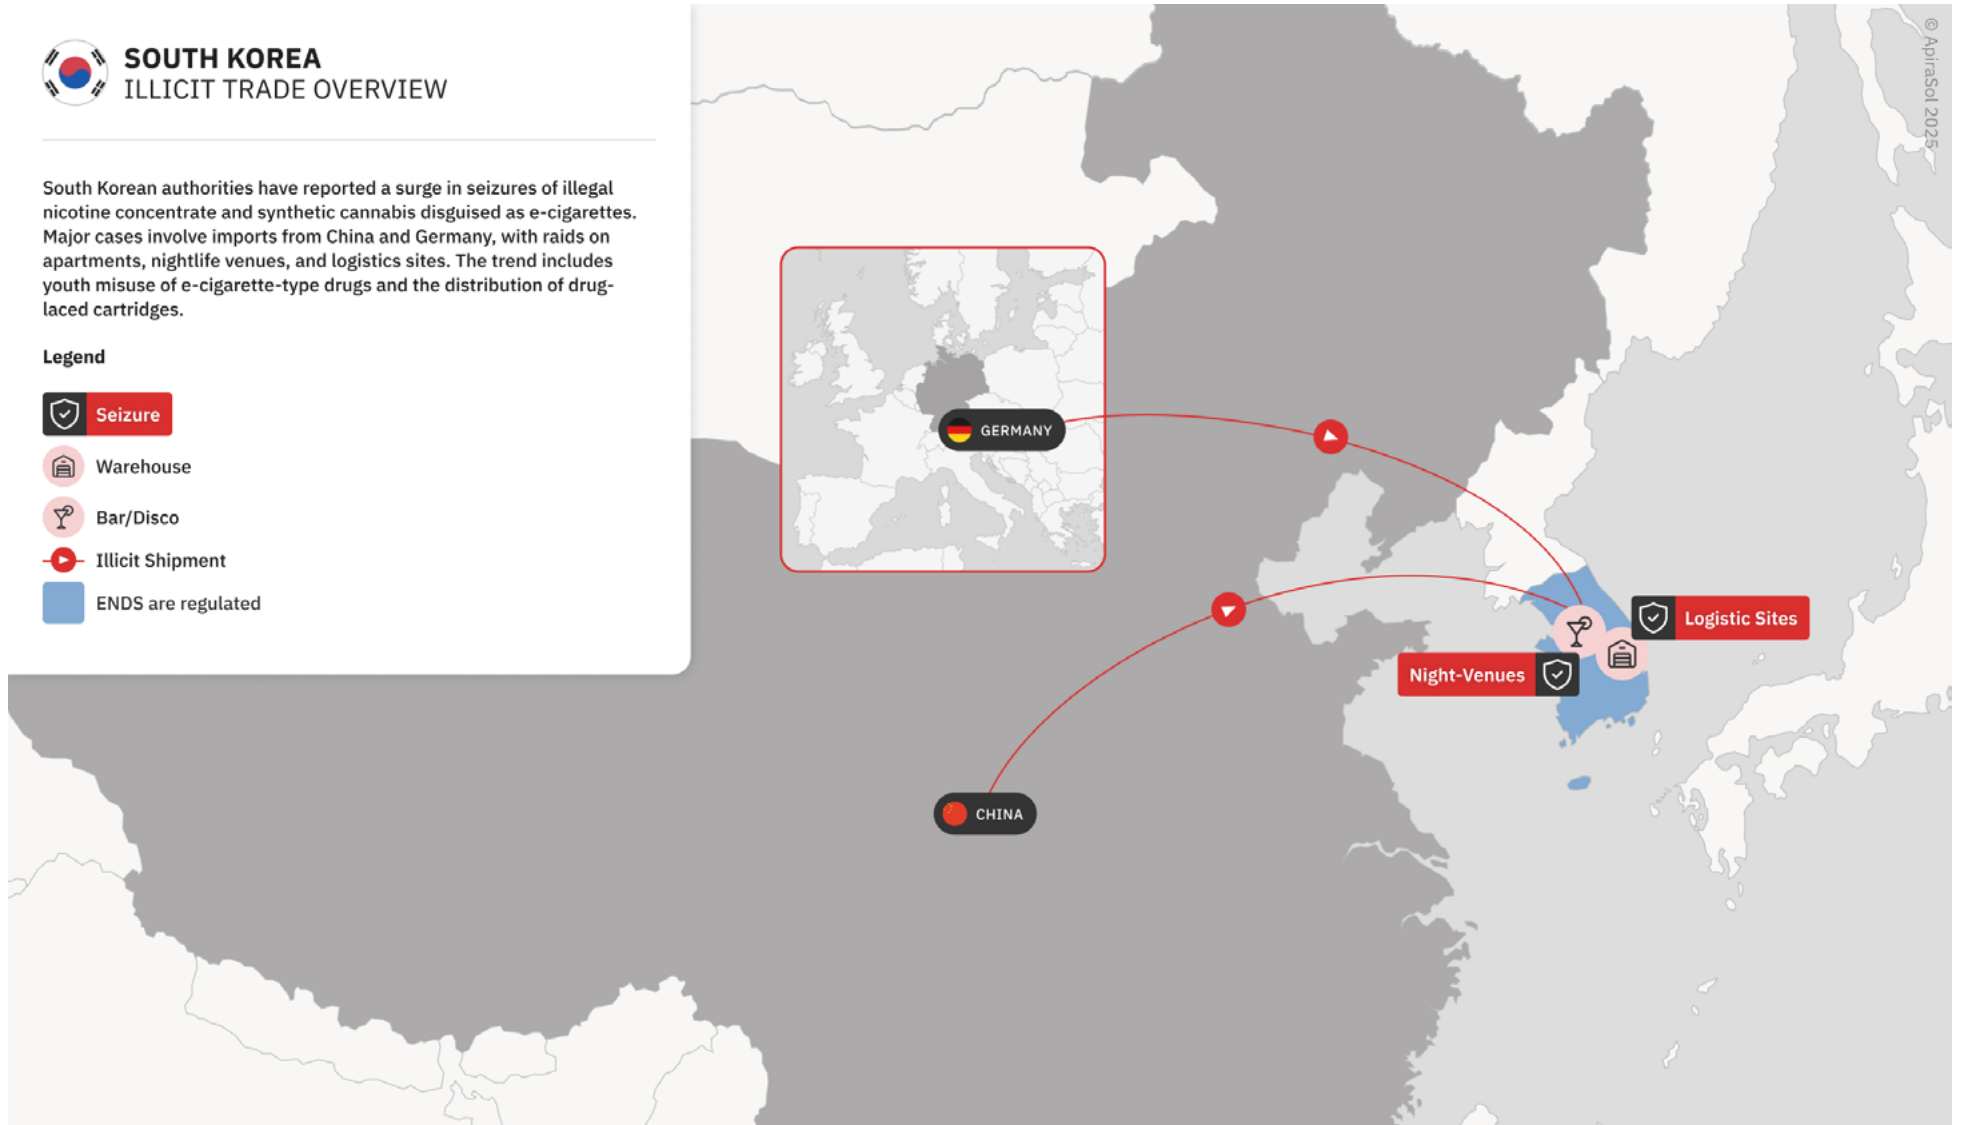 SOUTH KOREA
ILLICIT TRADE OVERVIEW
South Korean authorities have reported a surge in seizures of illegal
nicotine concentrate and synthetic cannabis disguised as e-cigarettes.
Major cases involve imports from China and Germany, with raids on
apartments, nightlife venues, and logistics sites. The trend includes
youth misuse of e-cigarette-type drugs and the distribution of drug-
laced cartridges.
Legend
Seizure
Warehouse
Bar/Disco
Illicit Shipment
ENDS are regulated
GERMANY
Logistic Sites
Night-Venues
CHINA
© ApiraSol 2025